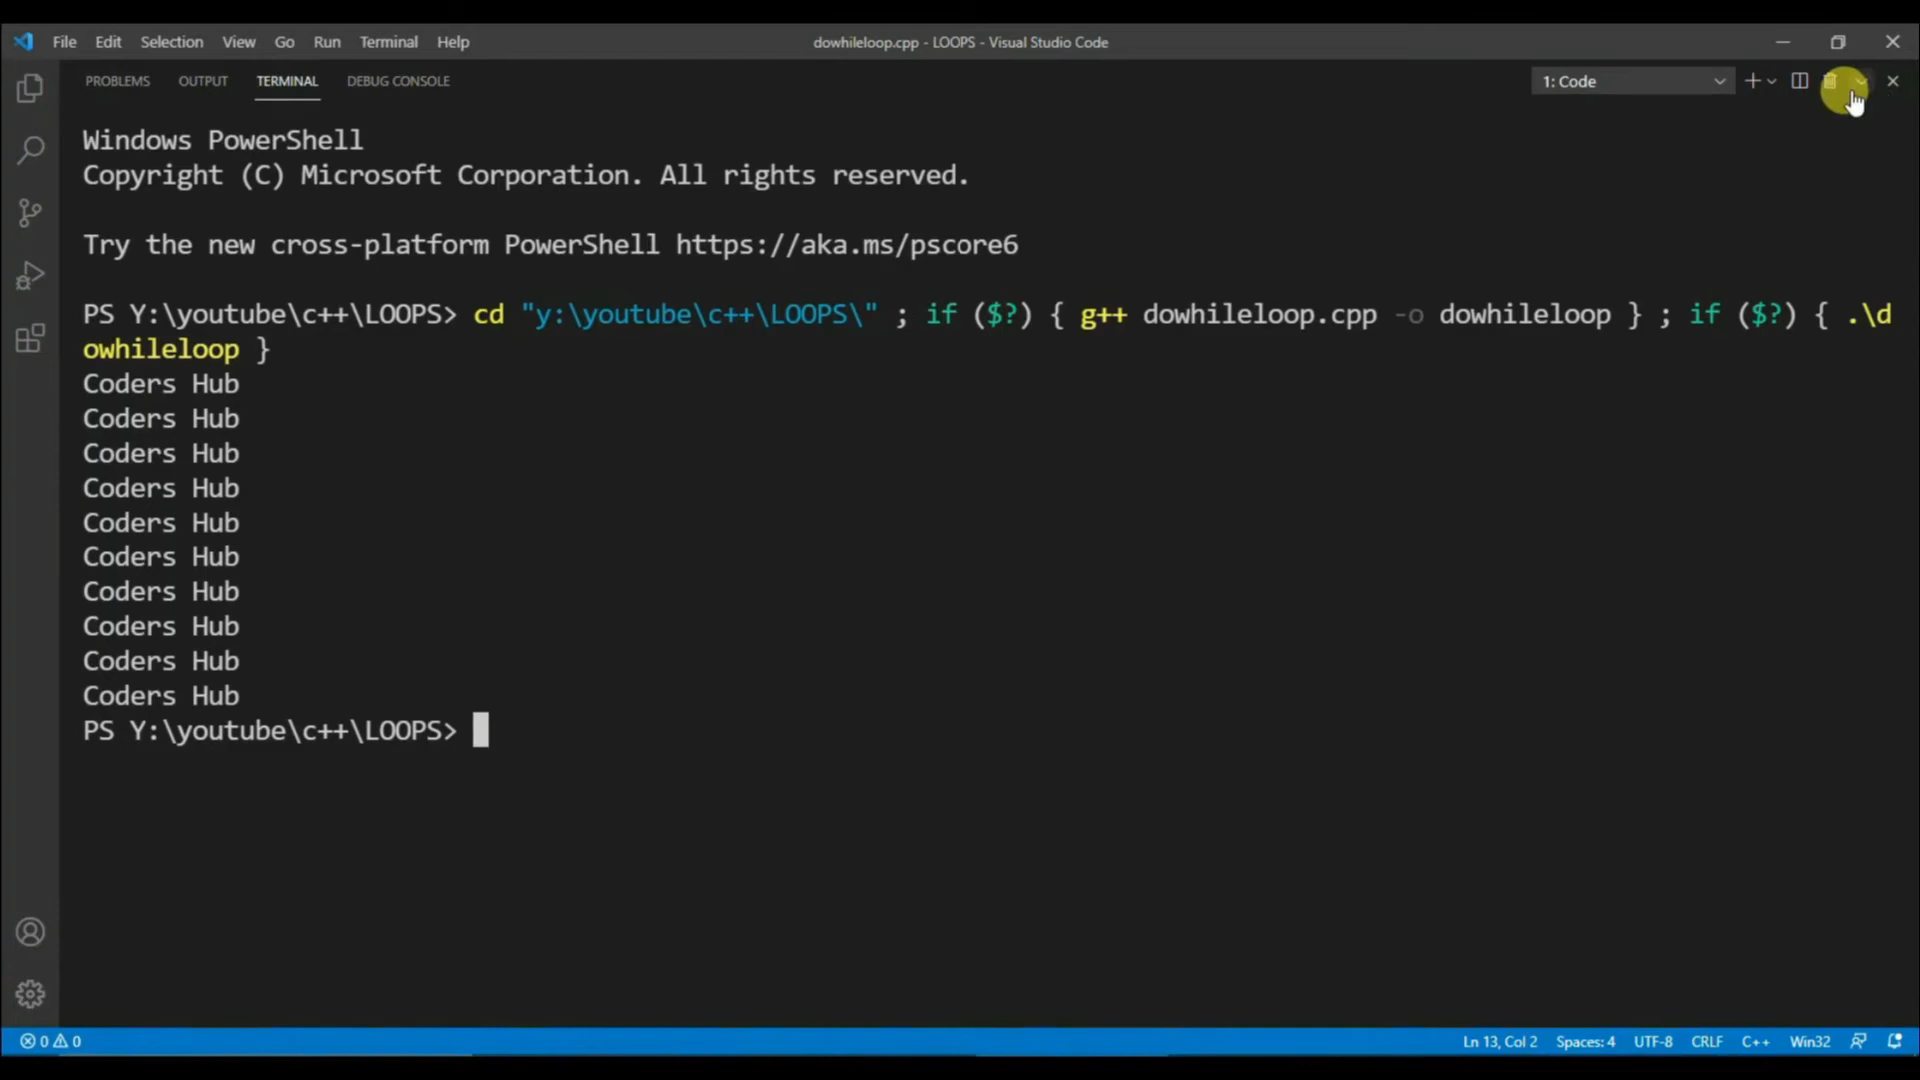 File Edit Selection View Go Run Terminal Help dowhileloop.cpp - LOOPS - Visual Studio Code
PROBLEMS OUTPUT TERMINAL DEBUG CONSOLE 1: Code
Windows PowerShell
Copyright (C) Microsoft Corporation. All rights reserved.
Try the new cross-platform PowerShell https://aka.ms/pscore6
PS Y:\youtube\c++\LOOPS> cd "y:\youtube\c++\LOOPS\" ; if ($?) { g++ dowhileloop.cpp -o dowhileloop } ; if ($?) { .\d
owhileloop }
Coders Hub
Coders Hub
Coders Hub
Coders Hub
Coders Hub
Coders Hub
Coders Hub
Coders Hub
Coders Hub
Coders Hub
PS Y:\youtube\c++\LOOPS>
0 0 Ln 13, Col 2 Spaces: 4 UTF-8 CRLF C++ Win32